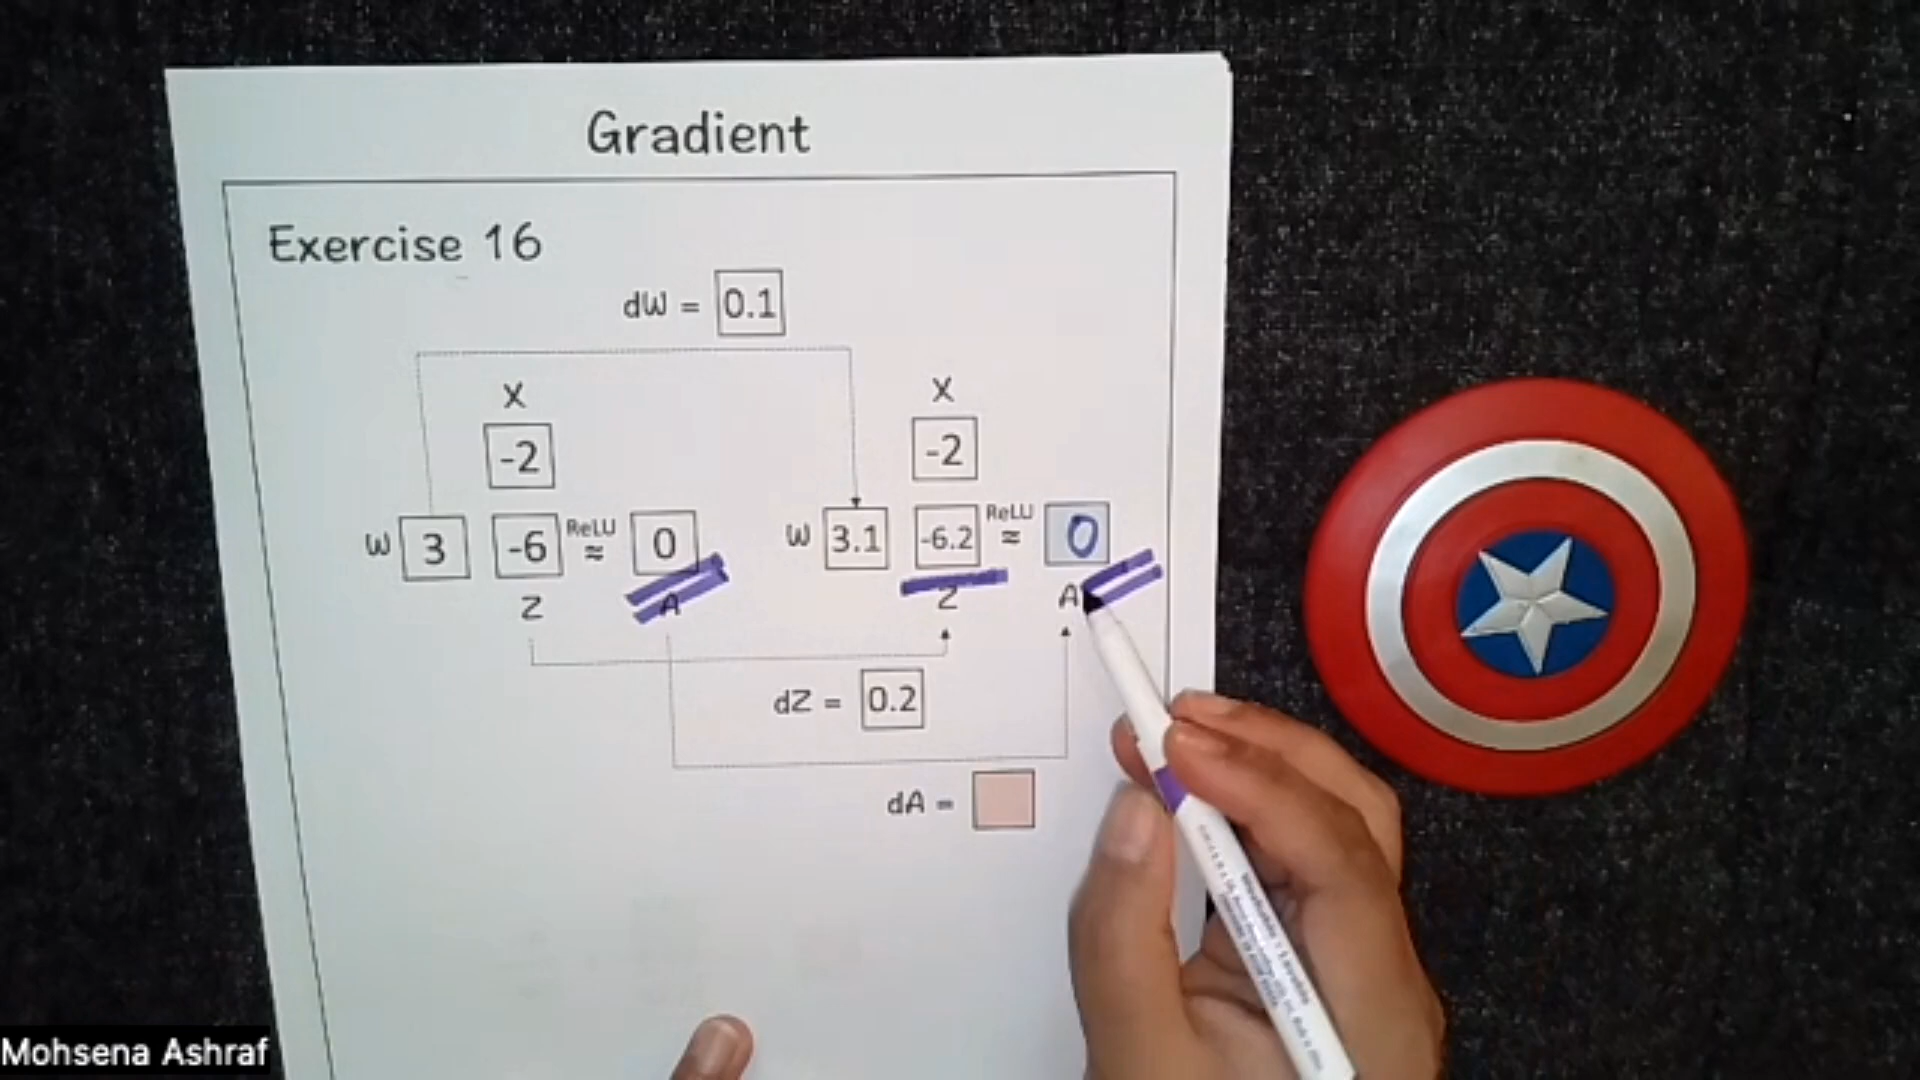 Gradient
Exercise 16
dW = 0.1
X
X
-2
-2
W 3 -6 ReLU ≈ 0
W 3.1 -6.2 ReLU ≈ 0
Z A
Z A
dZ = 0.2
dA =
Mohsena Ashraf